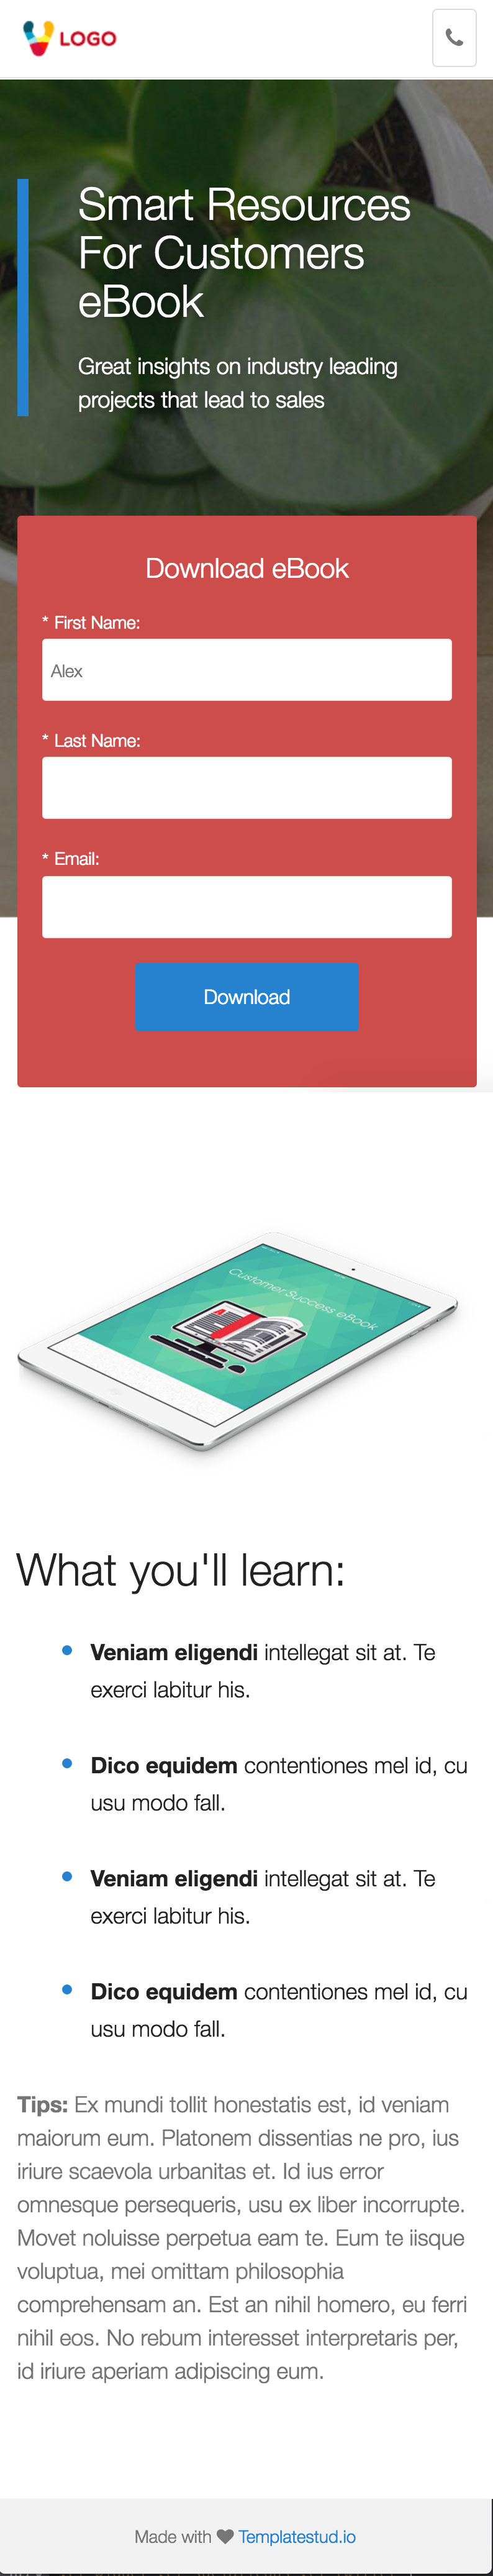 LOGO
Smart Resources
For Customers
eBook
Great insights on industry leading
projects that lead to sales
Download eBook
* First Name:
Alex
* Last Name:
* Email:
Download
Customer Success eBook
What you'll learn:
Veniam eligendi intellegat sit at. Te
exerci labitur his.
Dico equidem contentiones mel id, cu
usu modo fall.
Veniam eligendi intellegat sit at. Te
exerci labitur his.
Dico equidem contentiones mel id, cu
usu modo fall.
Tips: Ex mundi tollit honestatis est, id veniam
maiorum eum. Platonem dissentias ne pro, ius
iriure scaevola urbanitas et. Id ius error
omnesque persequeris, usu ex liber incorrupte.
Movet noluisse perpetua eam te. Eum te iisque
voluptua, mei omittam philosophia
comprehensam an. Est an nihil homero, eu ferri
nihil eos. No rebum interesset interpretaris per,
id iriure aperiam adipiscing eum.
Made with ♥ Templatestud.io